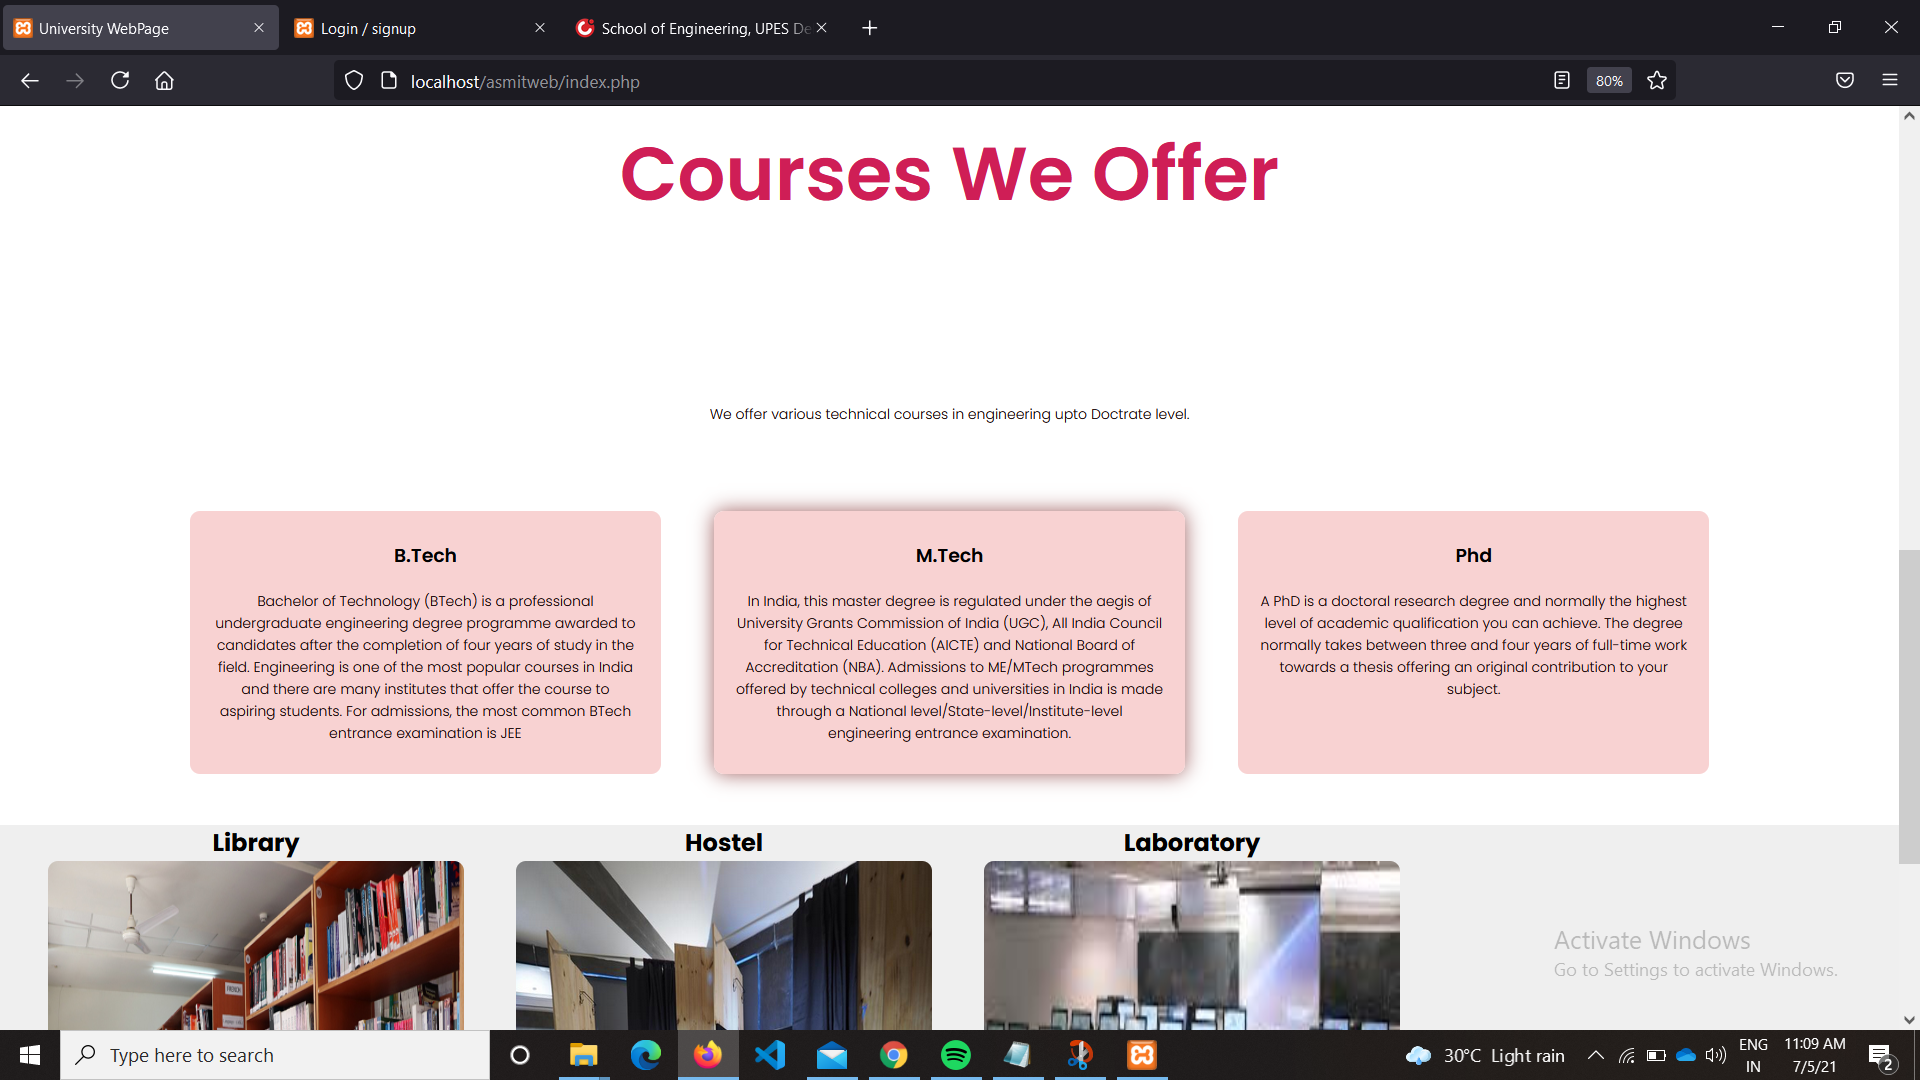 University WebPage
Login / signup
School of Engineering, UPES De
localhost/asmitweb/index.php
80%
Courses We Offer
We offer various technical courses in engineering upto Doctrate level.
B.Tech
Bachelor of Technology (BTech) is a professional
undergraduate engineering degree programme awarded to
candidates after the completion of four years of study in the
field. Engineering is one of the most popular courses in India
and there are many institutes that offer the course to
aspiring students. For admissions, the most common BTech
entrance examination is JEE
M.Tech
In India, this master degree is regulated under the aegis of
University Grants Commission of India (UGC), All India Council
for Technical Education (AICTE) and National Board of
Accreditation (NBA). Admissions to ME/MTech programmes
offered by technical colleges and universities in India is made
through a National level/State-level/Institute-level
engineering entrance examination.
Phd
A PhD is a doctoral research degree and normally the highest
level of academic qualification you can achieve. The degree
normally takes between three and four years of full-time work
towards a thesis offering an original contribution to your
subject.
Library
Hostel
Laboratory
Activate Windows
Go to Settings to activate Windows.
Type here to search
30°C Light rain
ENG
IN
11:09 AM
7/5/21
2